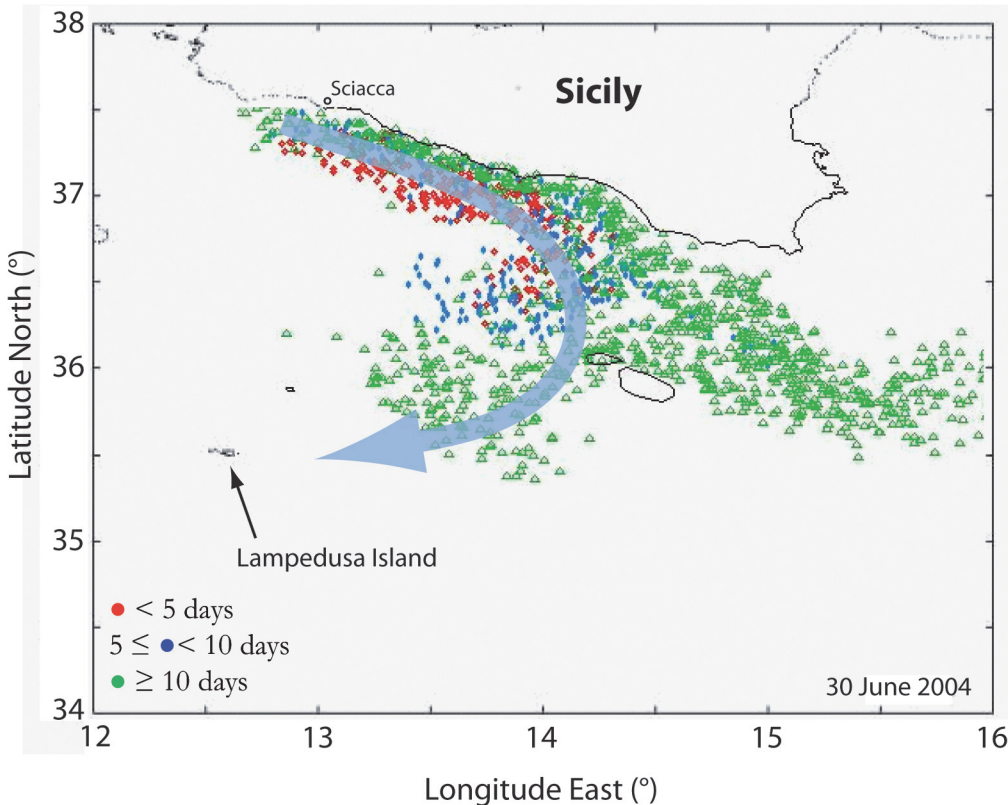 38
Sciacca
Sicily
37
Latitude North (°)
36
35
Lampedusa Island
< 5 days
5 ≤ < 10 days
≥ 10 days
30 June 2004
34
12 13 14 15 16
Longitude East (°)